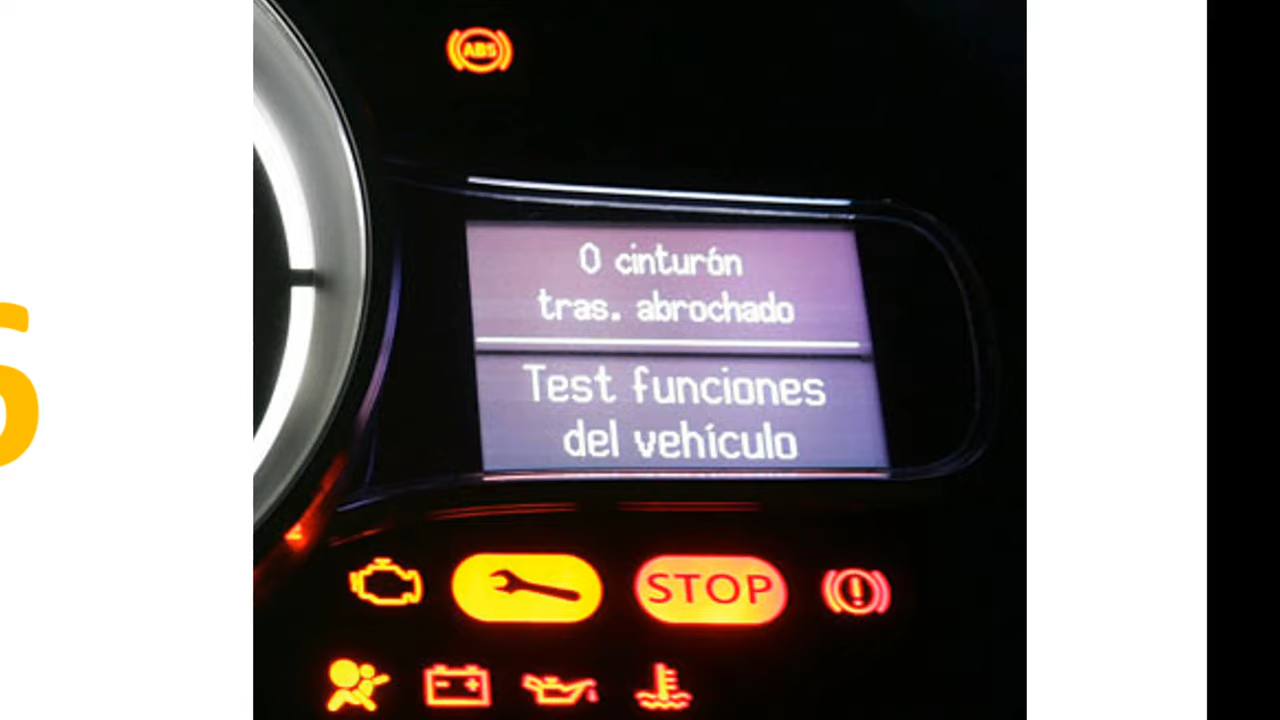 ABS
0 cinturón
tras. abrochado
Test funciones
del vehículo
STOP